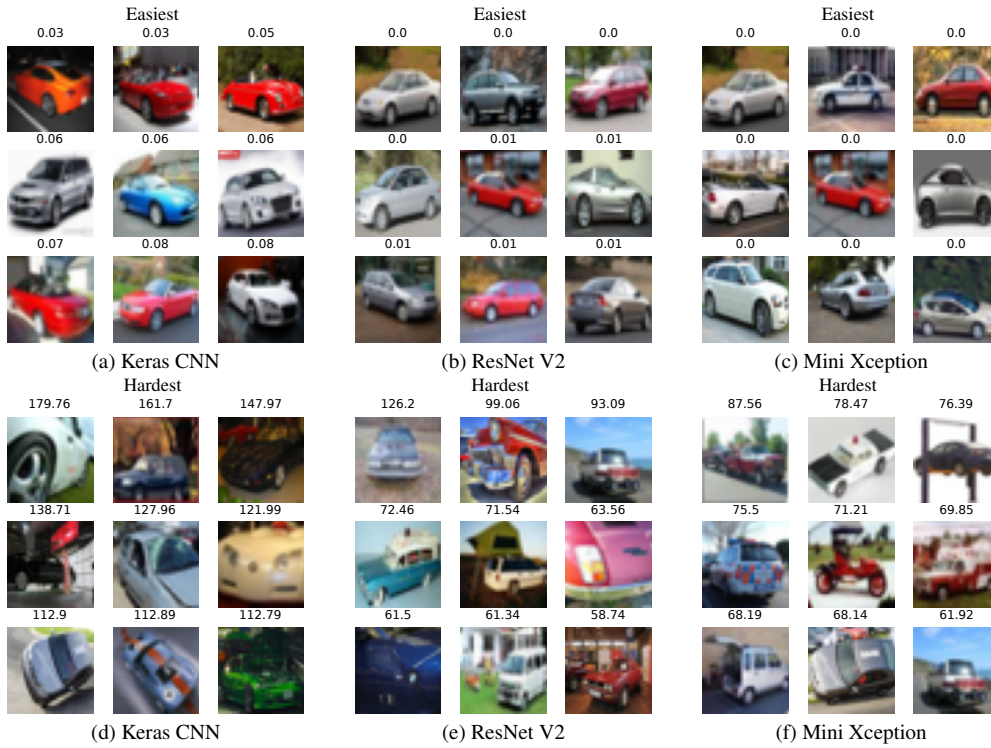 Easiest Easiest Easiest
0.03 0.03 0.05 0.0 0.0 0.0 0.0 0.0 0.0
0.06 0.06 0.06 0.0 0.01 0.01 0.0 0.0 0.0
0.07 0.08 0.08 0.01 0.01 0.01 0.0 0.0 0.0
(a) Keras CNN (b) ResNet V2 (c) Mini Xception
Hardest Hardest Hardest
179.76 161.7 147.97 126.2 99.06 93.09 87.56 78.47 76.39
138.71 127.96 121.99 72.46 71.54 63.56 75.5 71.21 69.85
112.9 112.89 112.79 61.5 61.34 58.74 68.19 68.14 61.92
(d) Keras CNN (e) ResNet V2 (f) Mini Xception